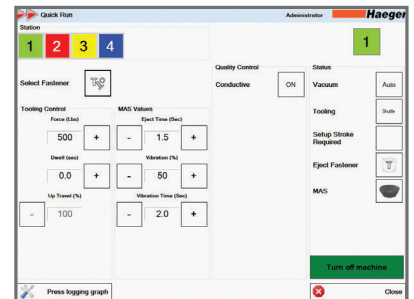 Quick Run
Administrator
Haeger
Station
1 2 3 4
1
Select Fastener
Quality Control
Conductive
ON
Status
Vacuum
Auto
Tooling
Shuttle
Setup Stroke
Required
Eject Fastener
MAS
Tooling Control
Force (Lbs)
500 +
Dwell (sec)
0.0 +
Up Travel (%)
- 100
MAS Values
Eject Time (Sec)
- 1.5 +
Vibration (%)
- 50 +
Vibration Time (Sec)
- 2.0 +
Turn off machine
Press logging graph
Close